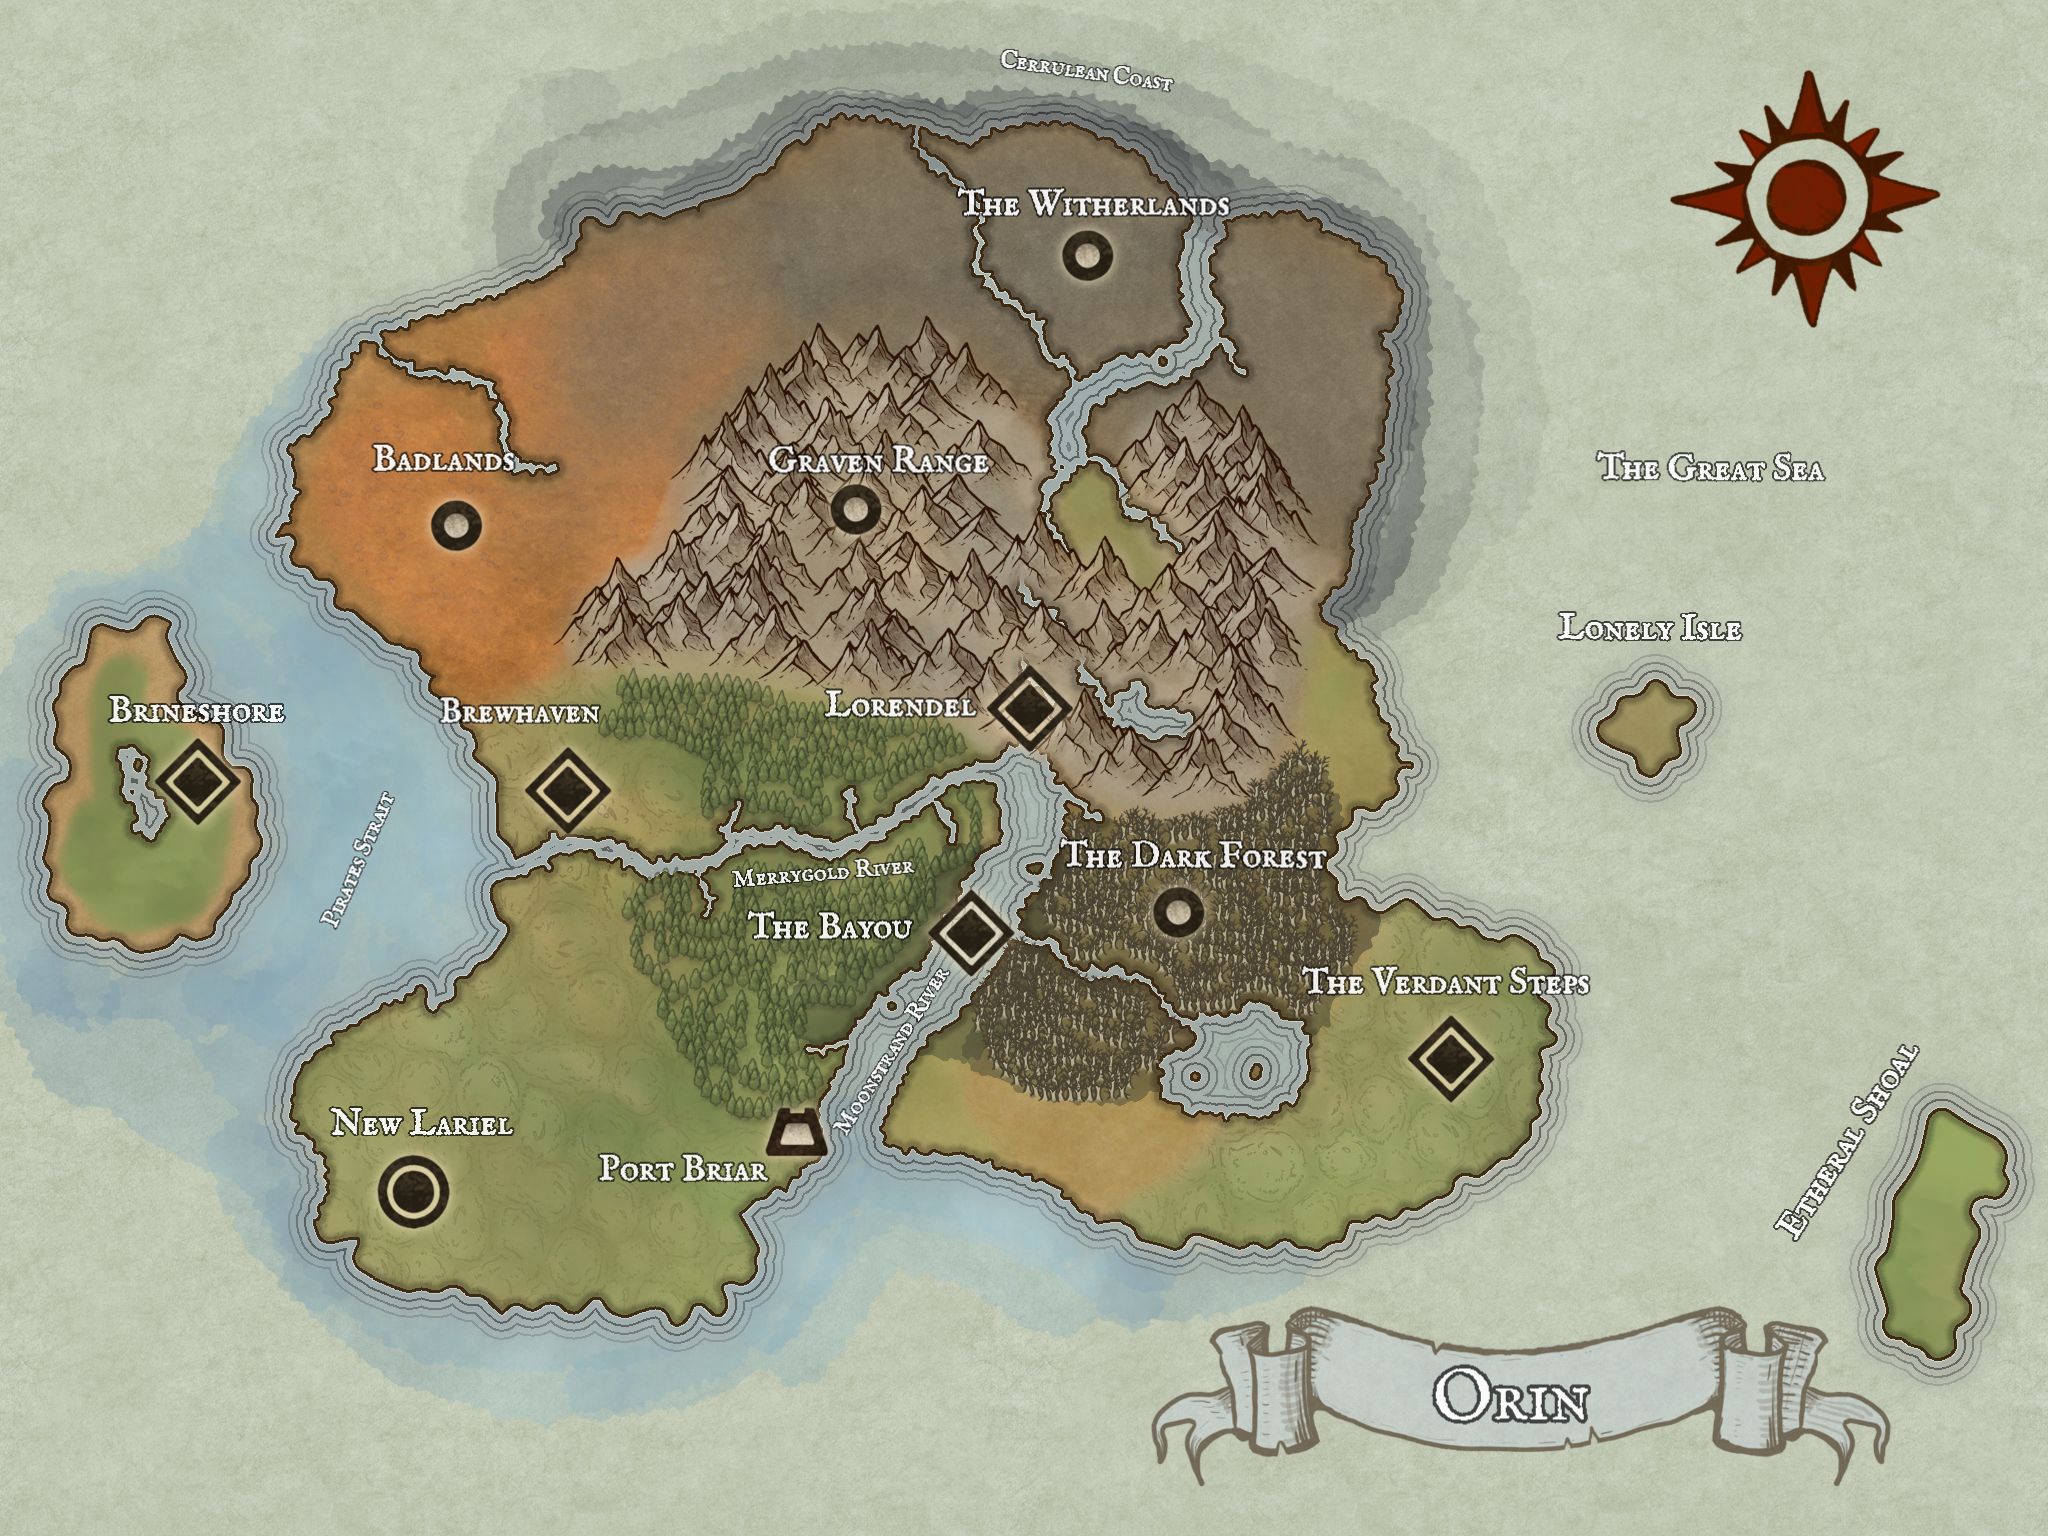 Cerrulean Coast
The Witherlands
Badlands
Graven Range
The Great Sea
Lonely Isle
Brineshore
Brewhaven
Lorendel
Pirates Strait
Merrygold River
The Dark Forest
The Bayou
The Verdant Steps
Moonstrand River
New Lariel
Port Briar
Etheral Shoal
Orin